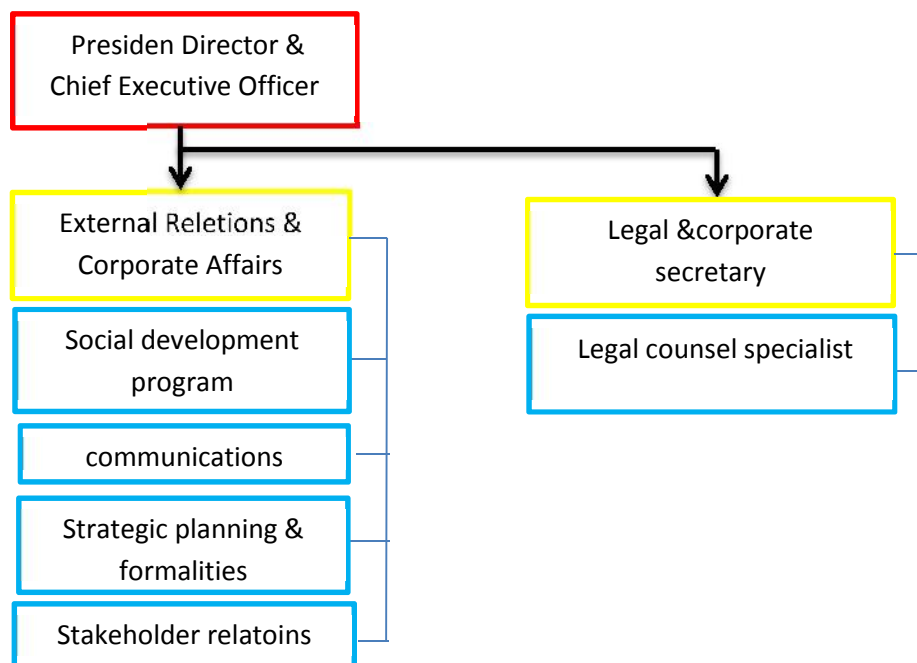 Presiden Director &
Chief Executive Officer
External Reletions &
Corporate Affairs
Social development
program
communications
Strategic planning &
formalities
Stakeholder relatoins
Legal &corporate
secretary
Legal counsel specialist